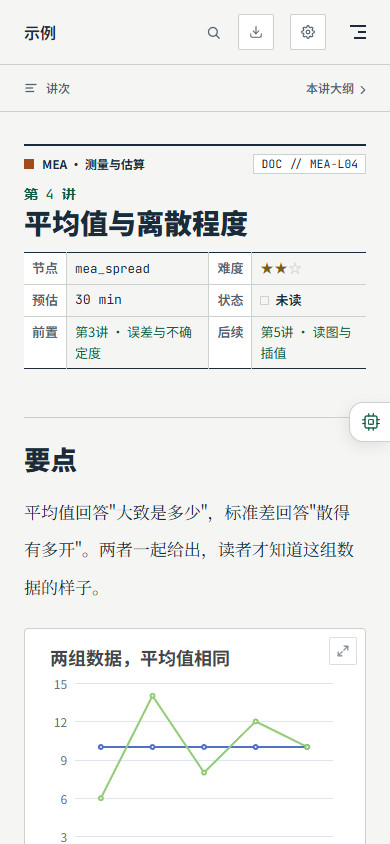 示例
讲次
本讲大纲
MEA · 测量与估算
DOC // MEA-L04
第 4 讲
平均值与离散程度
节点 mea_spread 难度 ★★☆
预估 30 min 状态 未读
前置 第3讲 · 误差与不确定度 后续 第5讲 · 读图与插值
要点
平均值回答"大致是多少"，标准差回答"散得
有多开"。两者一起给出，读者才知道这组数
据的样子。
两组数据，平均值相同
15
12
9
6
3